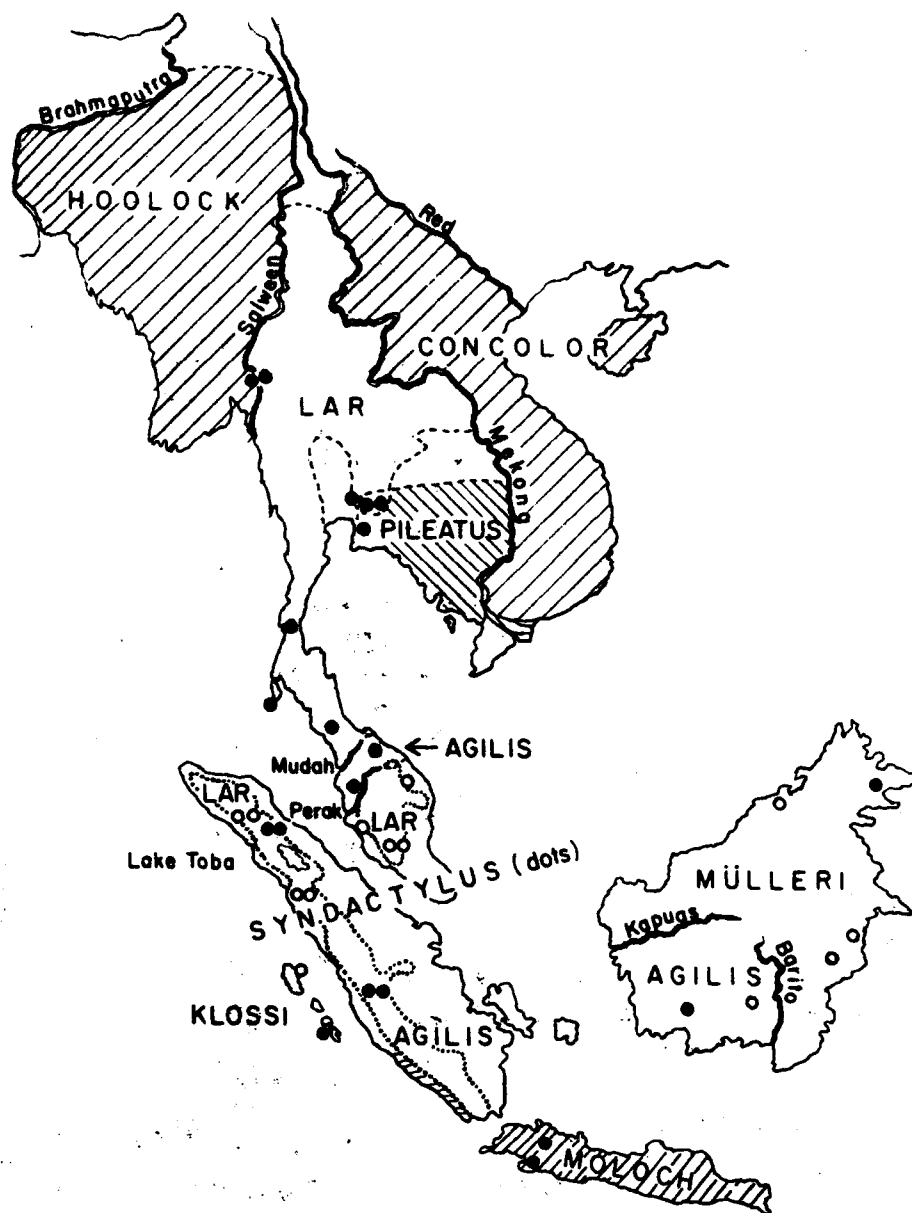 Brahmaputra
HOOLOCK
Red
Salween
CONCOLOR
LAR
Mekong
PILEATUS
AGILIS
Mudah
LAR
Perak
LAR
Lake Toba
SYNDACTYLUS (dots)
MÜLLERI
Kapuas
Barito
AGILIS
KLOSSI
AGILIS
MOLOCH